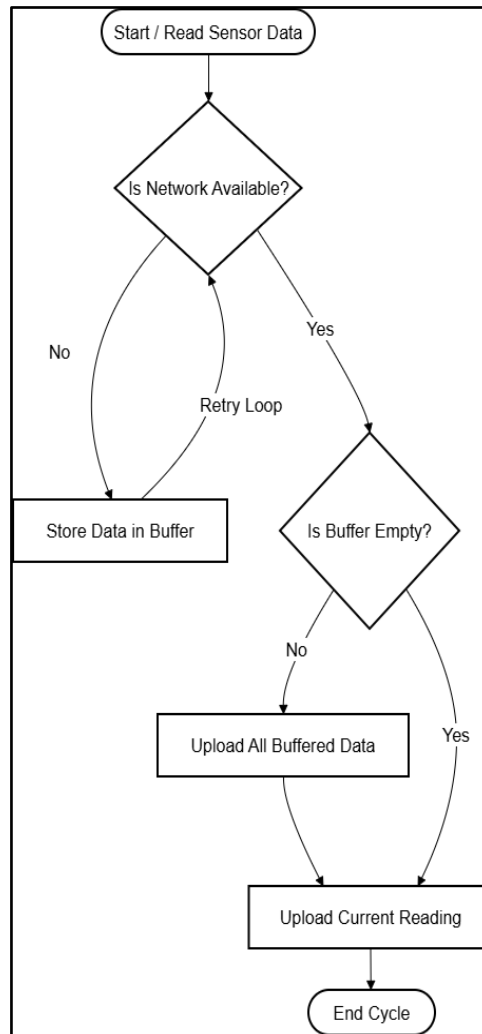 Start / Read Sensor Data
Is Network Available?
No
Yes
Retry Loop
Store Data in Buffer
Is Buffer Empty?
No
Yes
Upload All Buffered Data
Upload Current Reading
End Cycle